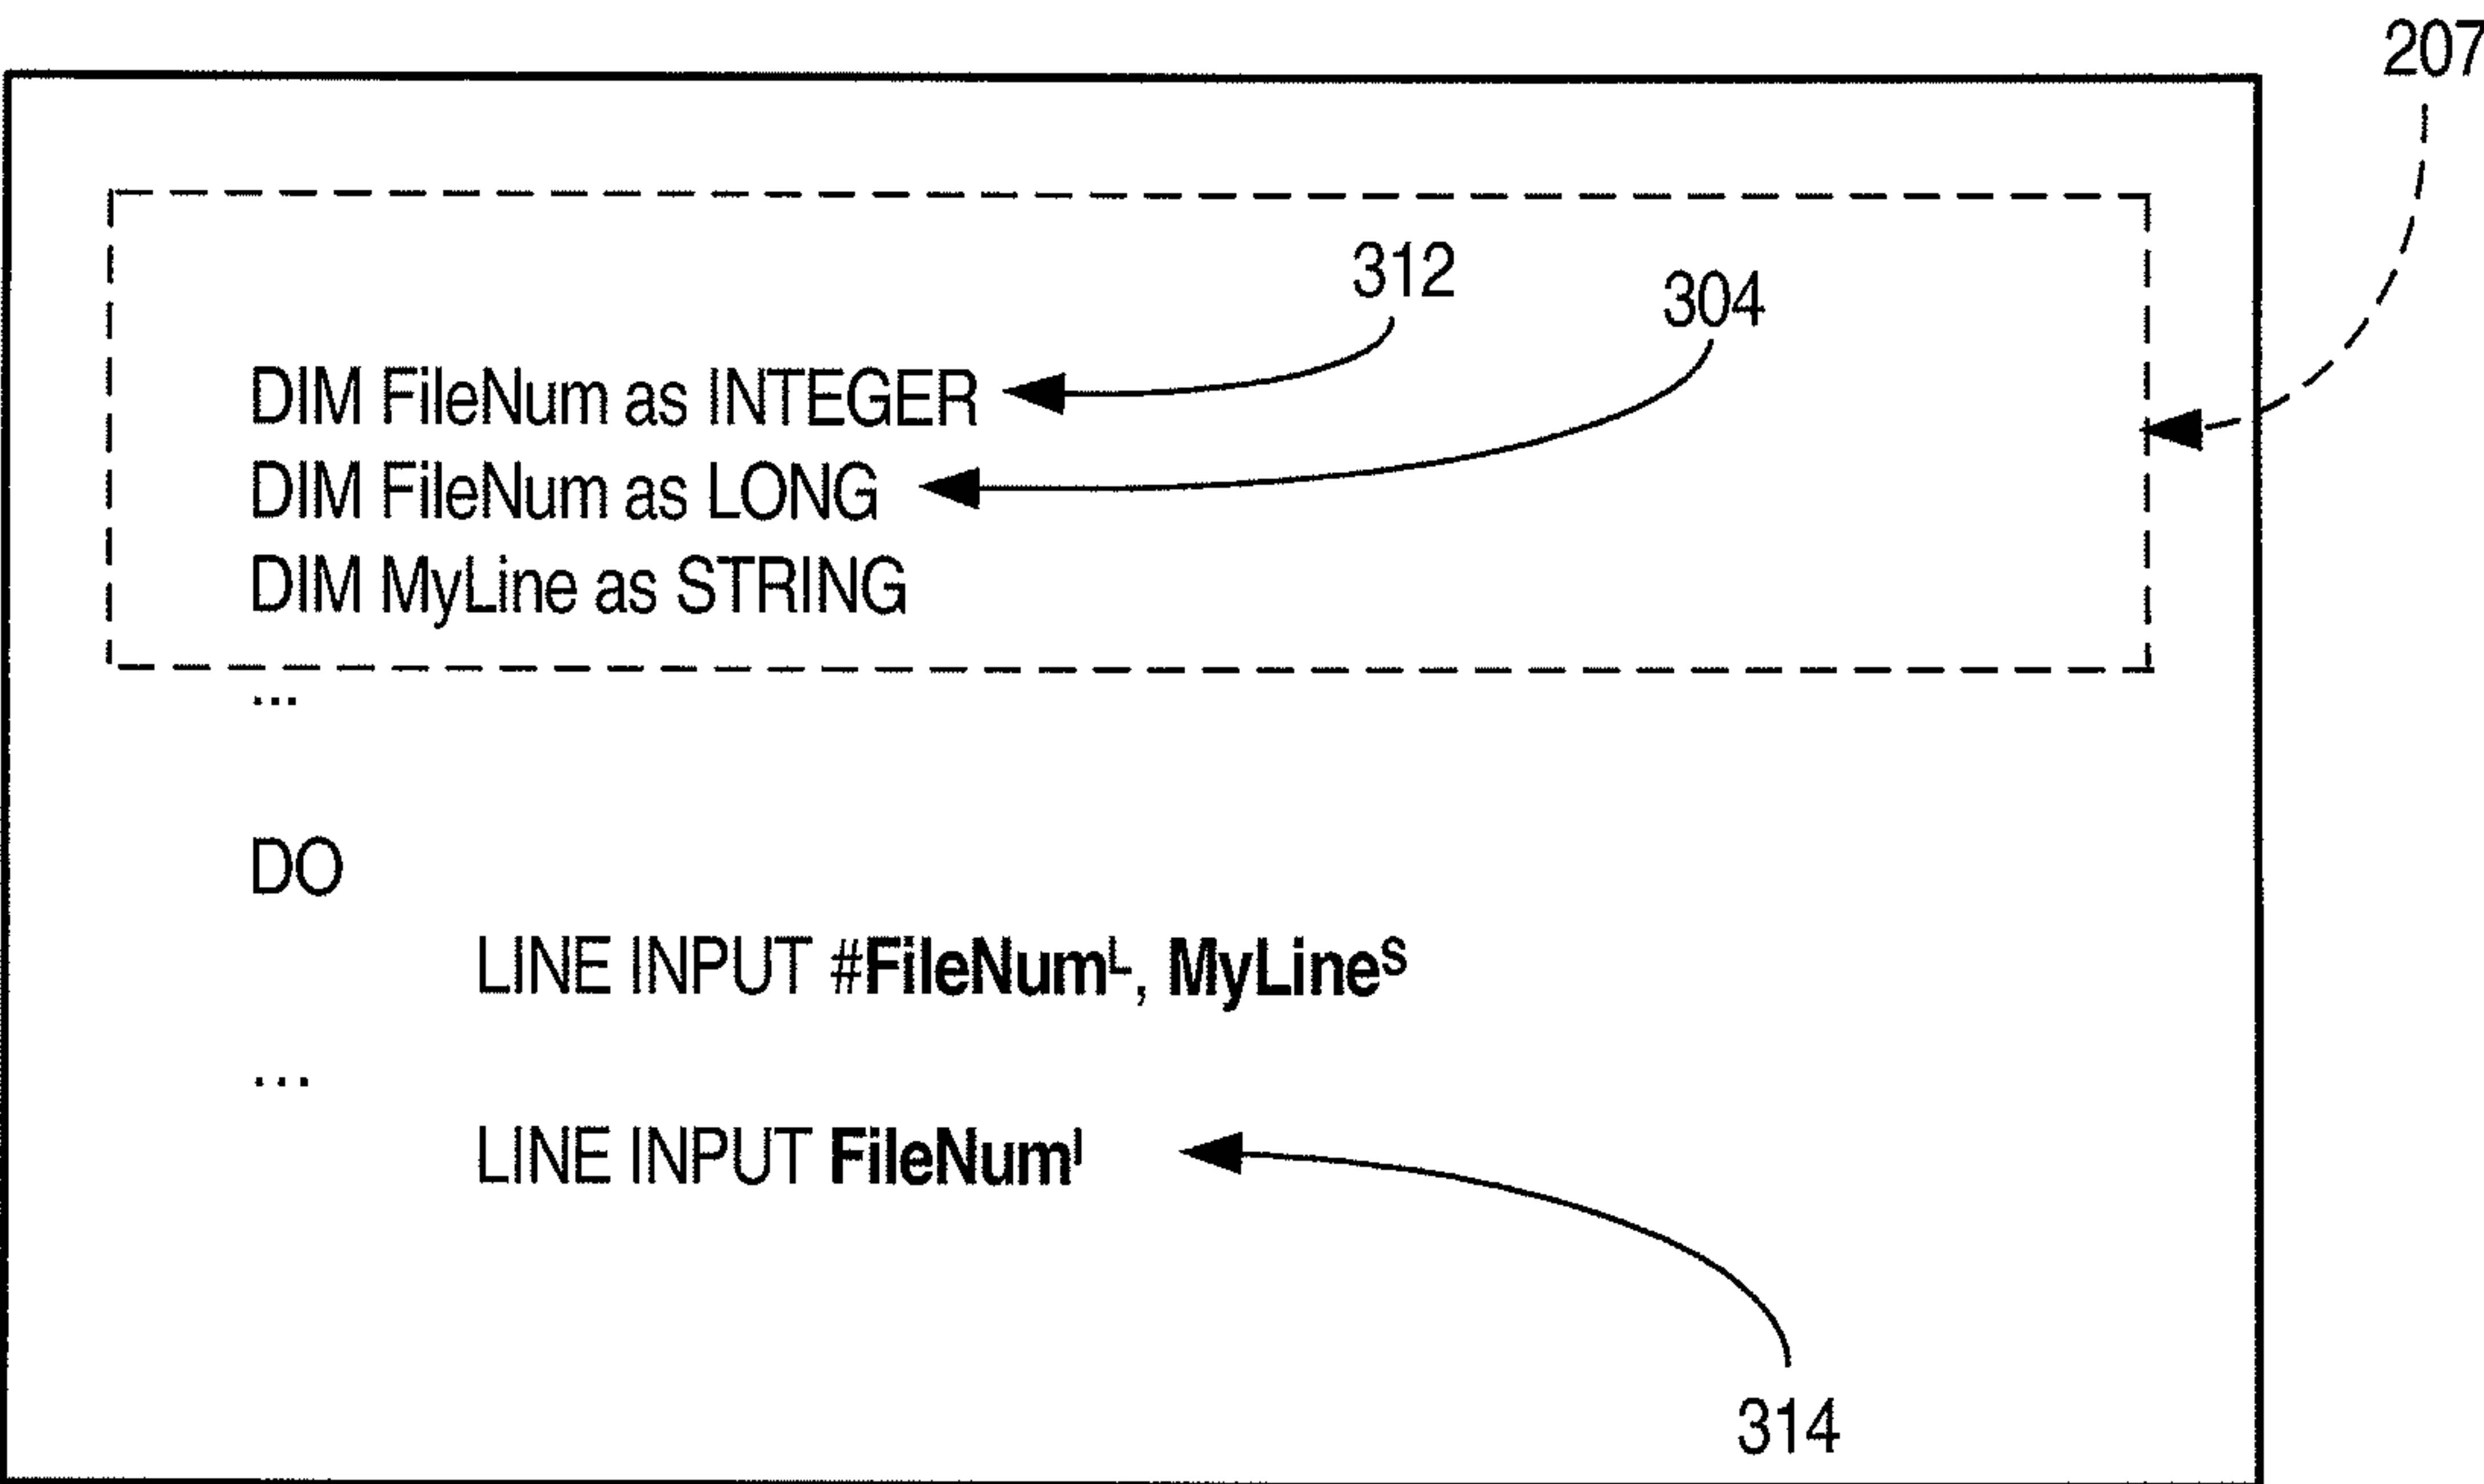 207
312
304
DIM FileNum as INTEGER
DIM FileNum as LONG
DIM MyLine as STRING
...
DO
LINE INPUT #FileNumᴸ, MyLineˢ
...
LINE INPUT FileNumᴵ
314